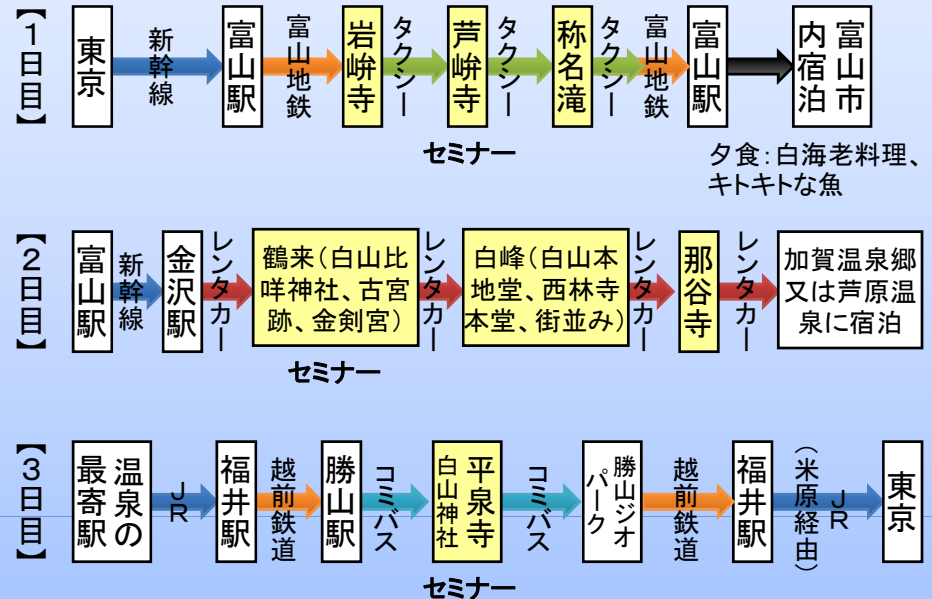 【1日目】
東京
新幹線
富山駅
富山地鉄
岩峅寺
タクシー
芦峅寺
タクシー
称名滝
タクシー
富山地鉄
富山駅
富山市
内宿泊
セミナー
夕食：白海老料理、
キトキトな魚
【2日目】
富山駅
新幹線
金沢駅
レンタカー
鶴来（白山比
咩神社、古宮
跡、金剣宮）
レンタカー
白峰（白山本
地堂、西林寺
本堂、街並み）
レンタカー
那谷寺
レンタカー
加賀温泉郷
又は芦原温
泉に宿泊
セミナー
【3日目】
温泉の
最寄駅
JR
福井駅
越前鉄道
勝山駅
コミバス
平泉寺
白山神社
コミバス
勝山ジオ
パーク
越前鉄道
福井駅
JR
（米原経由）
東京
セミナー